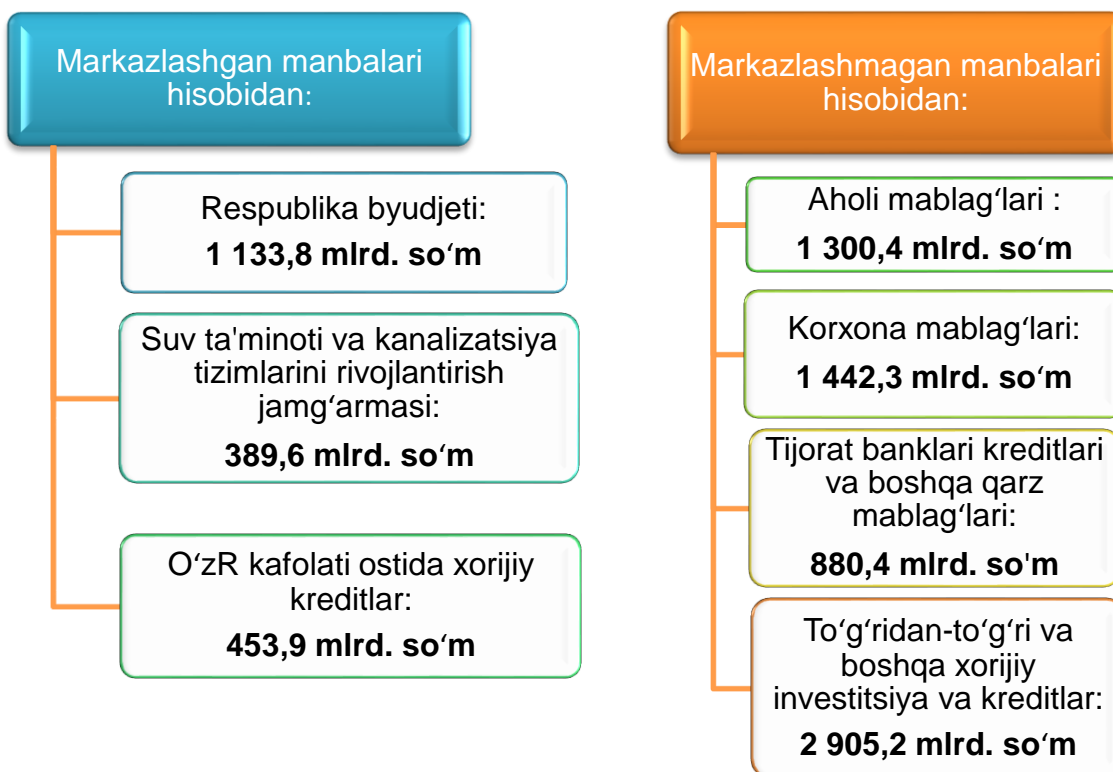 Markazlashgan manbalari
hisobidan:
Respublika byudjeti:
1 133,8 mlrd. so‘m
Suv ta'minoti va kanalizatsiya
tizimlarini rivojlantirish
jamg‘armasi:
389,6 mlrd. so‘m
O‘zR kafolati ostida xorijiy
kreditlar:
453,9 mlrd. so‘m
Markazlashmagan manbalari
hisobidan:
Aholi mablag‘lari :
1 300,4 mlrd. so‘m
Korxona mablag‘lari:
1 442,3 mlrd. so‘m
Tijorat banklari kreditlari
va boshqa qarz
mablag‘lari:
880,4 mlrd. so'm
To‘g‘ridan-to‘g‘ri va
boshqa xorijiy
investitsiya va kreditlar:
2 905,2 mlrd. so‘m